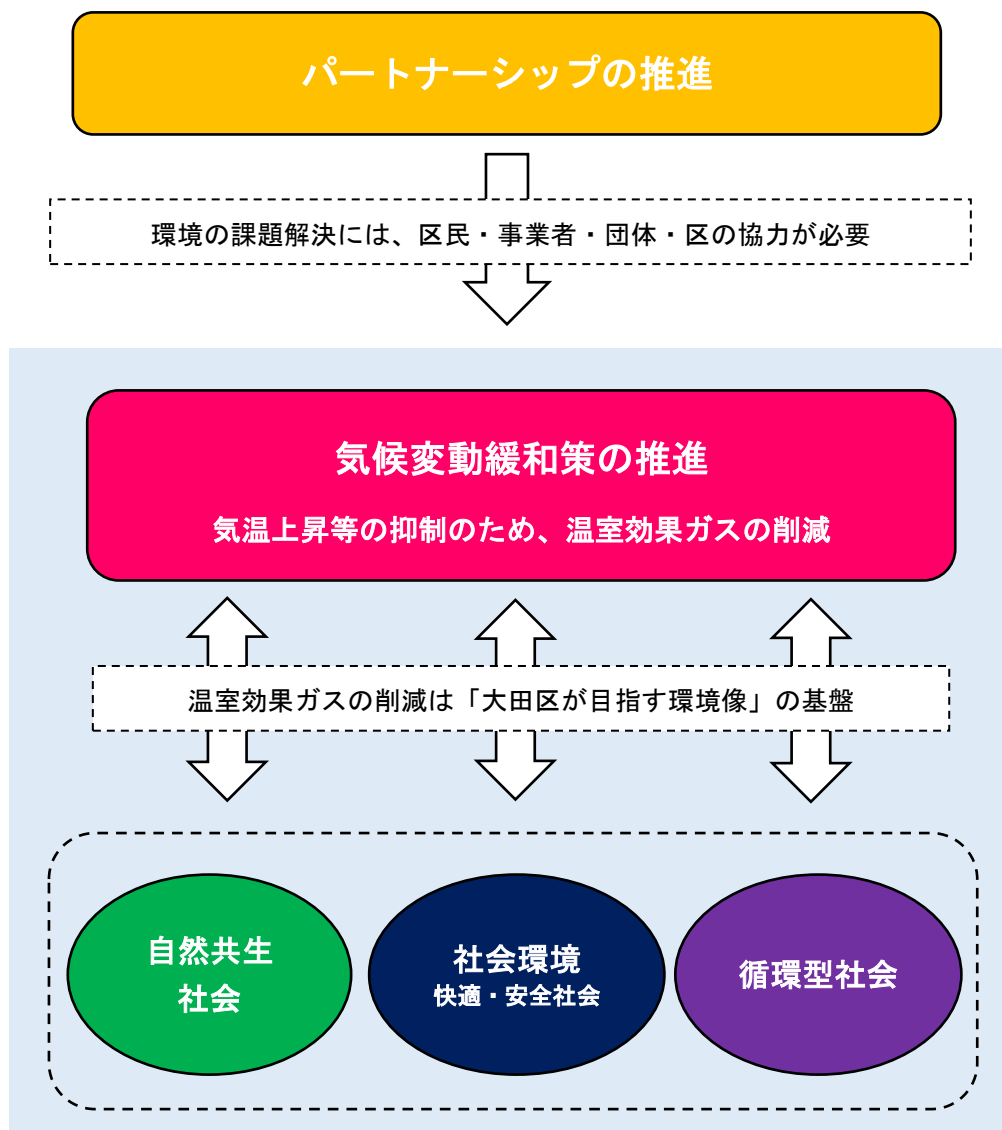 パートナーシップの推進
環境の課題解決には、区民・事業者・団体・区の協力が必要
気候変動緩和策の推進
気温上昇等の抑制のため、温室効果ガスの削減
温室効果ガスの削減は「大田区が目指す環境像」の基盤
自然共生
社会
社会環境
快適・安全社会
循環型社会